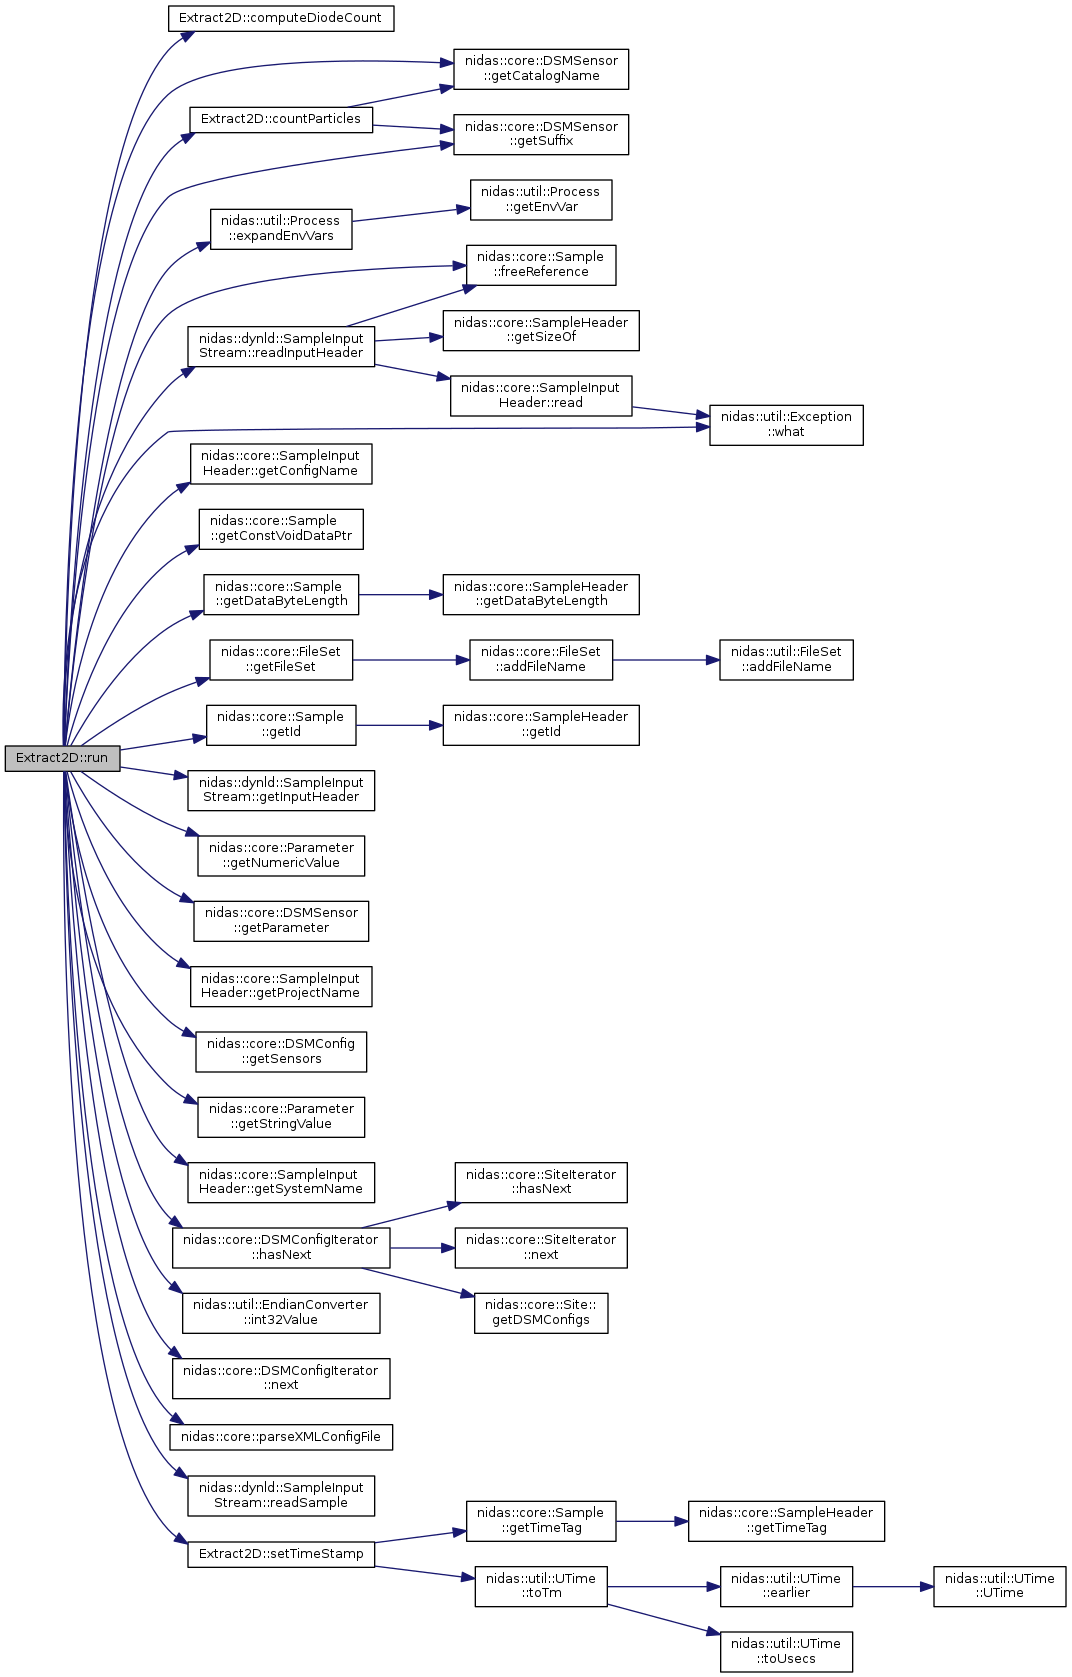 Extract2D::computeDiodeCount
nidas::core::DSMSensor
::getCatalogName
Extract2D::countParticles
nidas::core::DSMSensor
::getSuffix
nidas::util::Process
::getEnvVar
nidas::util::Process
::expandEnvVars
nidas::core::Sample
::freeReference
nidas::core::SampleHeader
::getSizeOf
nidas::dynld::SampleInput
Stream::readInputHeader
nidas::core::SampleInput
Header::read
nidas::util::Exception
::what
nidas::core::SampleInput
Header::getConfigName
nidas::core::Sample
::getConstVoidDataPtr
nidas::core::Sample
::getDataByteLength
nidas::core::SampleHeader
::getDataByteLength
nidas::core::FileSet
::getFileSet
nidas::core::FileSet
::addFileName
nidas::util::FileSet
::addFileName
nidas::core::Sample
::getId
nidas::core::SampleHeader
::getId
Extract2D::run
nidas::dynld::SampleInput
Stream::getInputHeader
nidas::core::Parameter
::getNumericValue
nidas::core::DSMSensor
::getParameter
nidas::core::SampleInput
Header::getProjectName
nidas::core::DSMConfig
::getSensors
nidas::core::Parameter
::getStringValue
nidas::core::SampleInput
Header::getSystemName
nidas::core::SiteIterator
::hasNext
nidas::core::DSMConfigIterator
::hasNext
nidas::core::SiteIterator
::next
nidas::core::Site::
getDSMConfigs
nidas::util::EndianConverter
::int32Value
nidas::core::DSMConfigIterator
::next
nidas::core::parseXMLConfigFile
nidas::dynld::SampleInput
Stream::readSample
nidas::core::Sample
::getTimeTag
nidas::core::SampleHeader
::getTimeTag
Extract2D::setTimeStamp
nidas::util::UTime
::toTm
nidas::util::UTime
::earlier
nidas::util::UTime
::UTime
nidas::util::UTime
::toUsecs